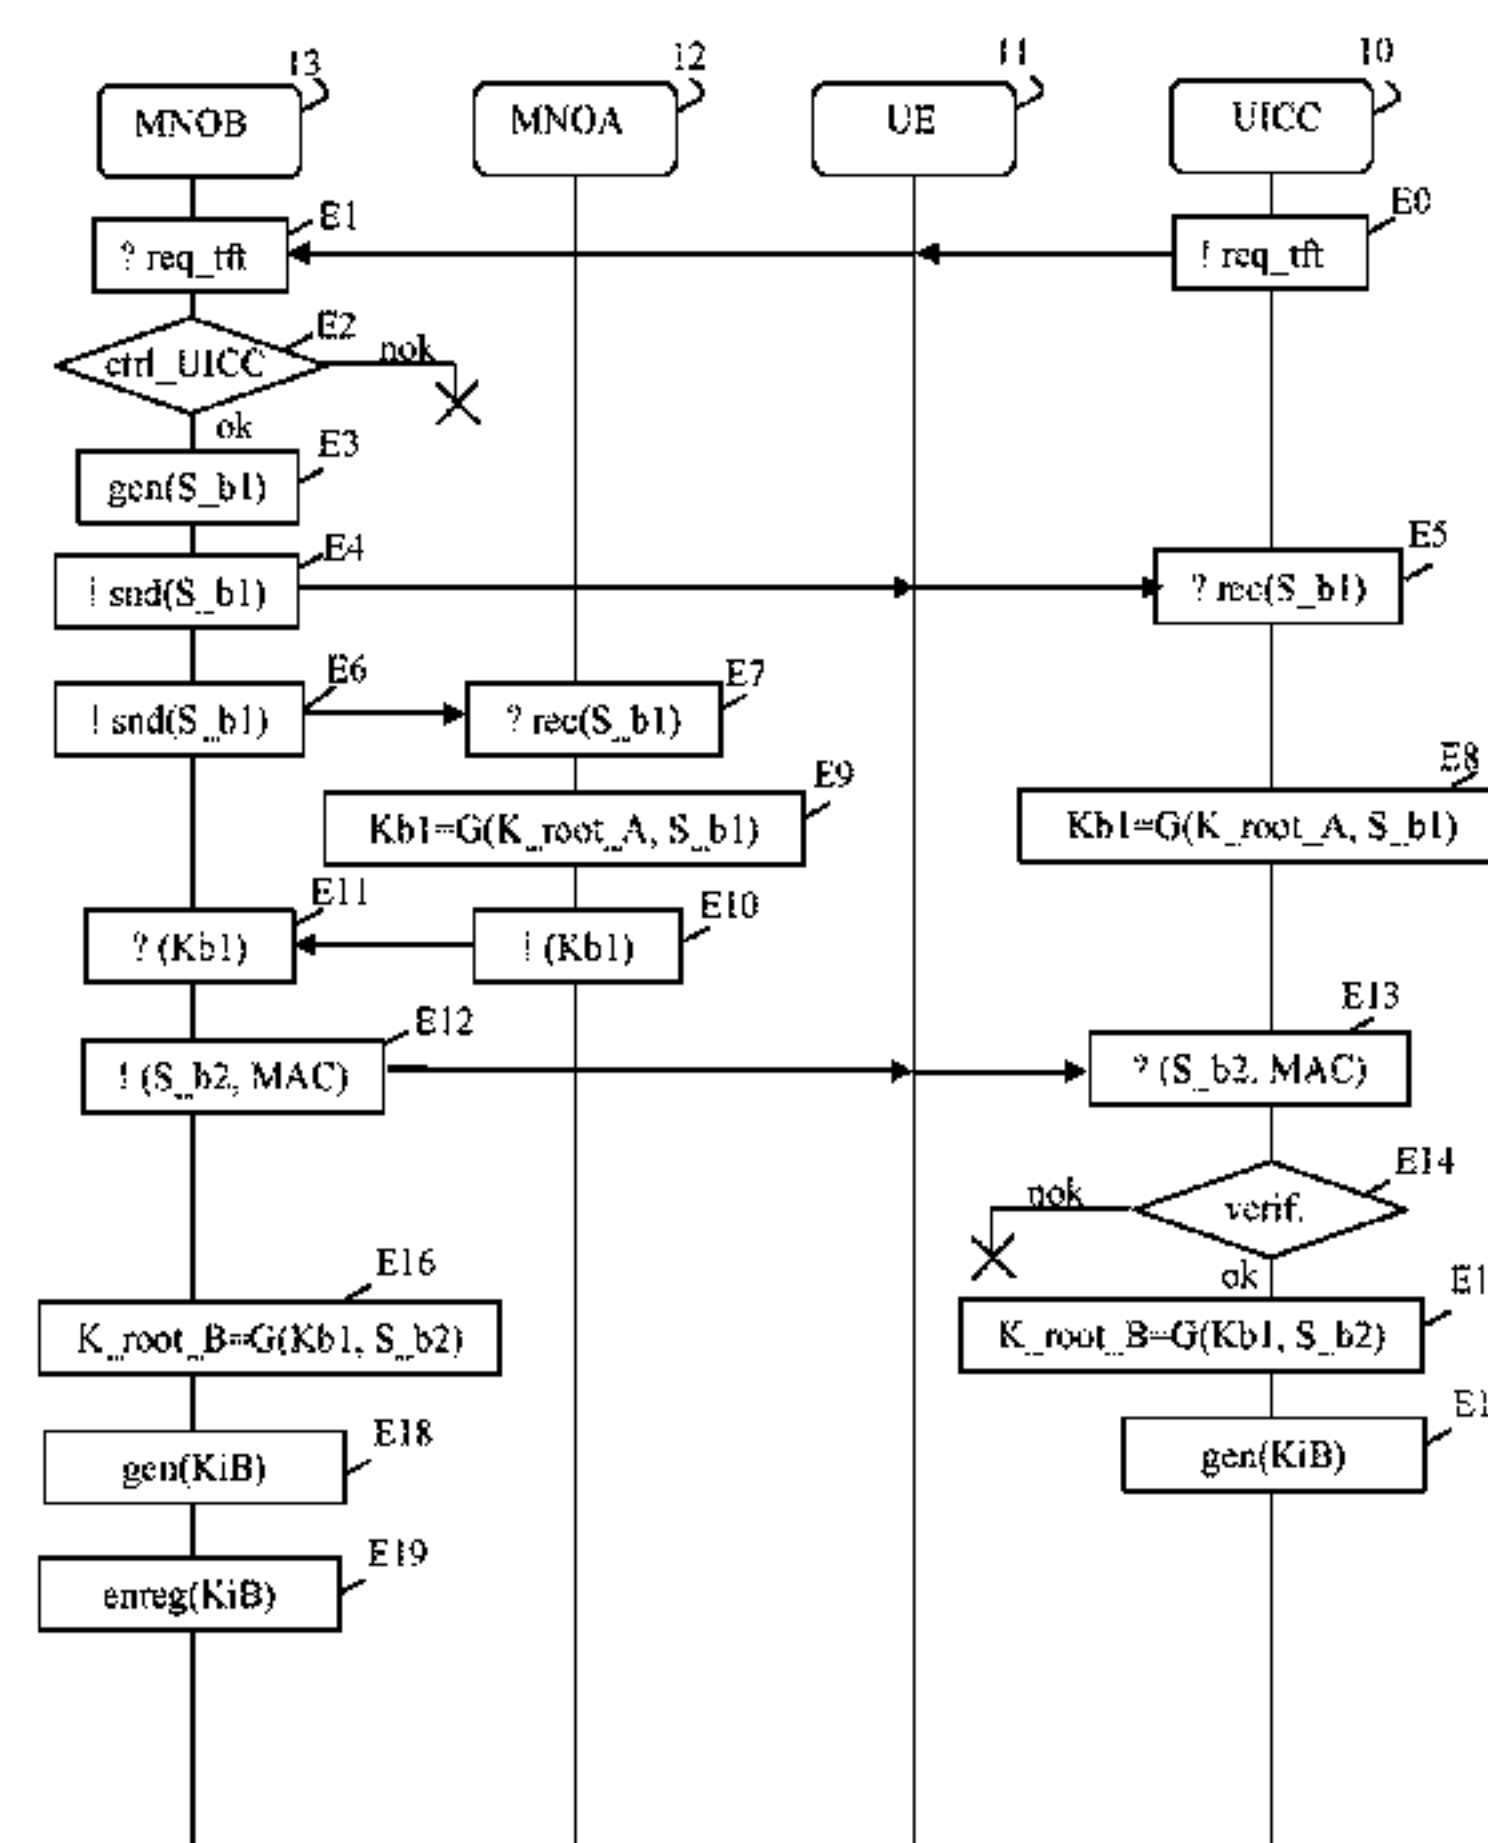 13
12
11
10
MNOB
MNOA
UE
UICC
E1
E0
? req_tft
! req_tft
E2
ctrl_UICC
nok
ok
E3
gen(S_b1)
E4
E5
! snd(S_b1)
? rec(S_b1)
E6
E7
! snd(S_b1)
? rec(S_b1)
E8
E9
Kb1=G(K_root_A, S_b1)
Kb1=G(K_root_A, S_b1)
E11
E10
? (Kb1)
! (Kb1)
E13
E12
! (S_b2, MAC)
? (S_b2, MAC)
E14
nok
verif.
E16
ok
E1
K_root_B=G(Kb1, S_b2)
K_root_B=G(Kb1, S_b2)
E18
E1
gen(KiB)
gen(KiB)
E19
enreg(KiB)